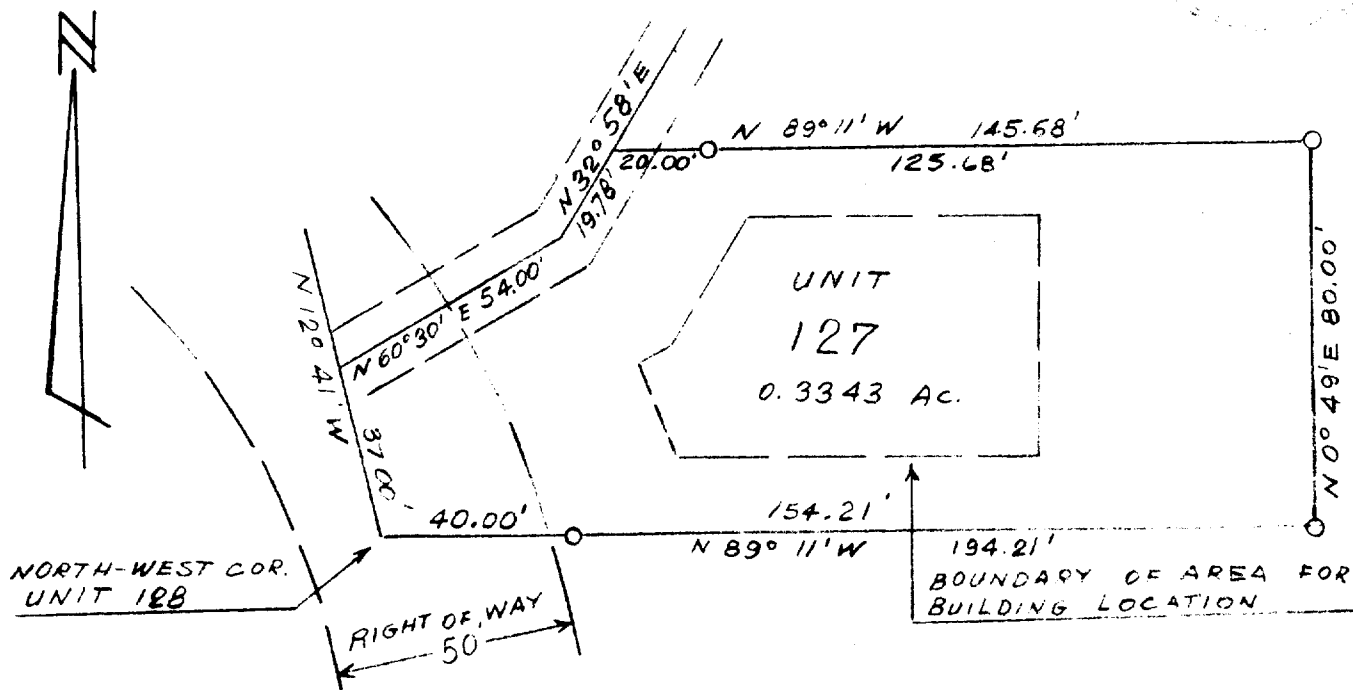 N
N 32° 58' E
19.78'
N 89° 11' W 145.68'
20.00'
125.68'
N 12° 41' W
37.00'
N 60° 30' E 54.00'
UNIT
127
0.3343 Ac.
N 0° 49' E 80.00'
40.00'
154.21'
N 89° 11' W 194.21'
NORTH-WEST COR.
UNIT 128
RIGHT OF WAY
50'
BOUNDARY OF AREA FOR
BUILDING LOCATION